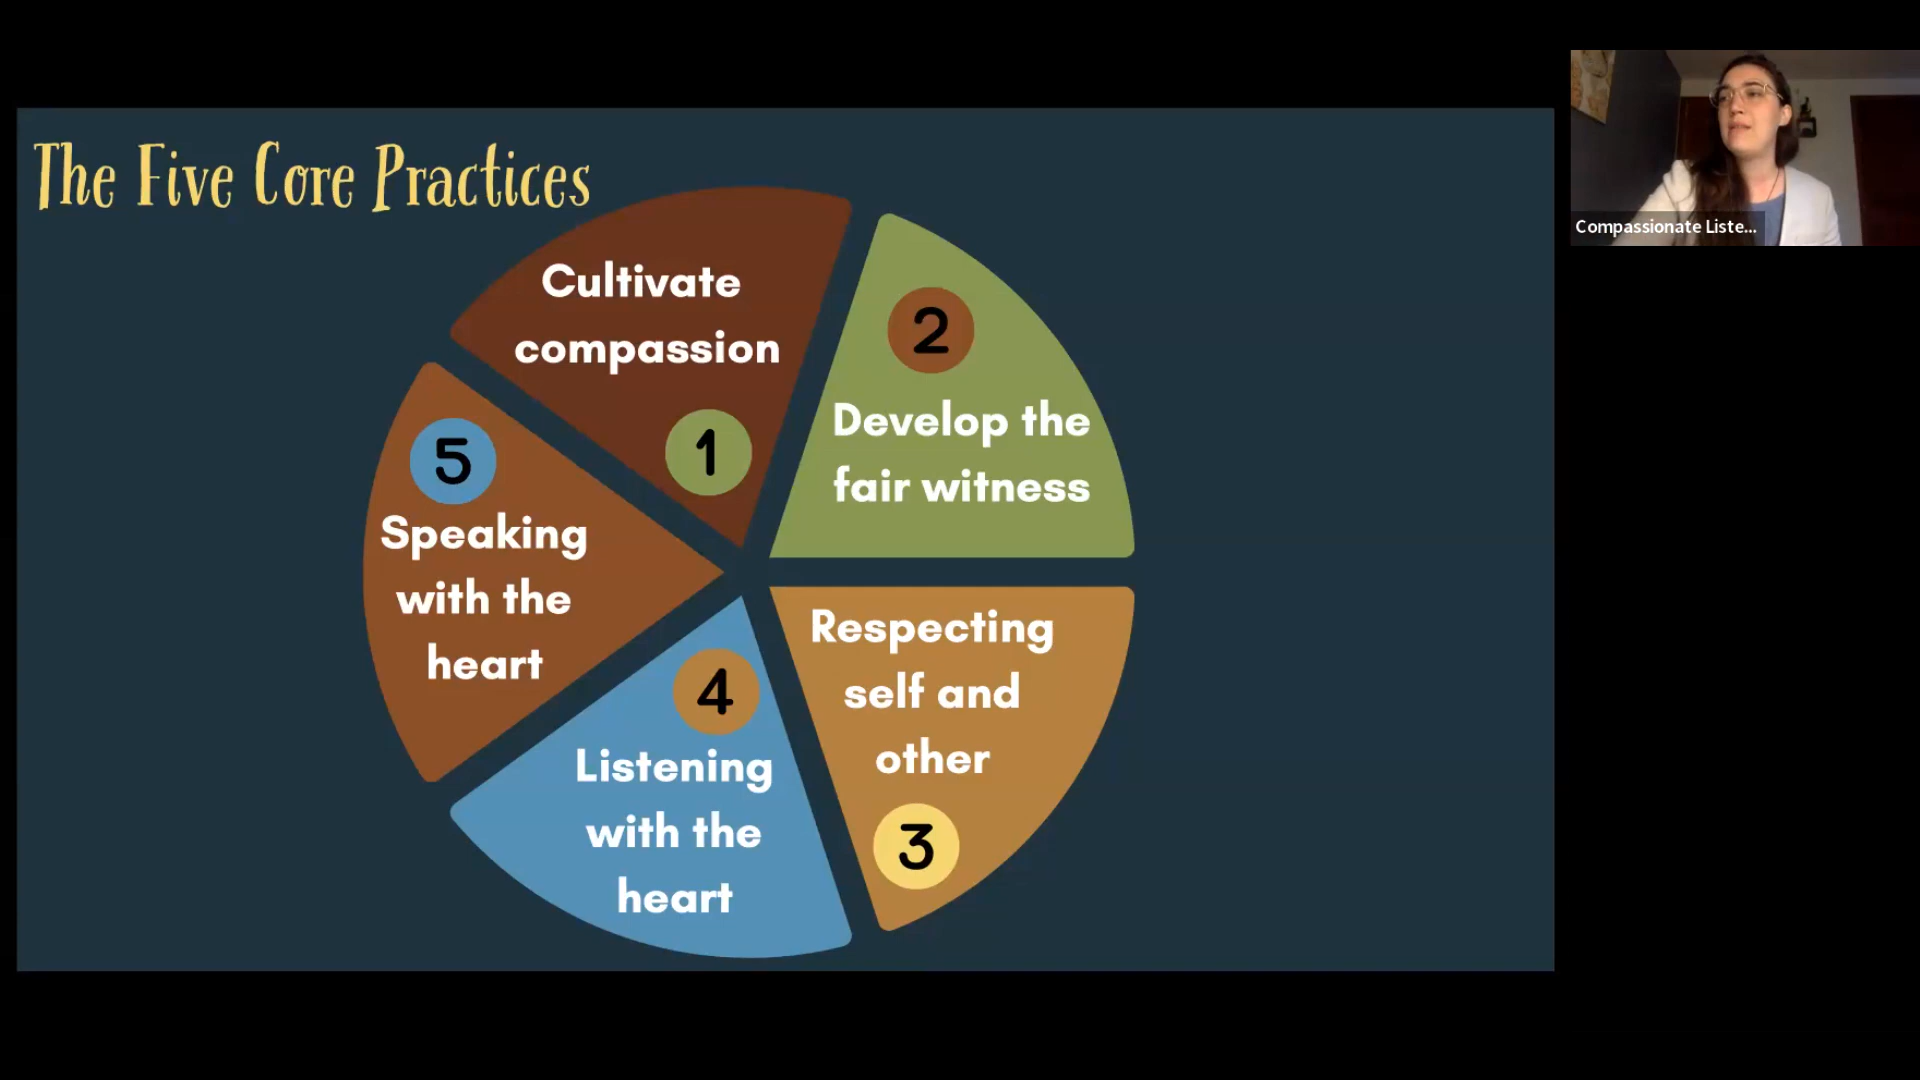 The Five Core Practices
Cultivate
compassion
1
2
Develop the
fair witness
Respecting
self and
other
3
4
Listening
with the
heart
5
Speaking
with the
heart
Compassionate Liste...